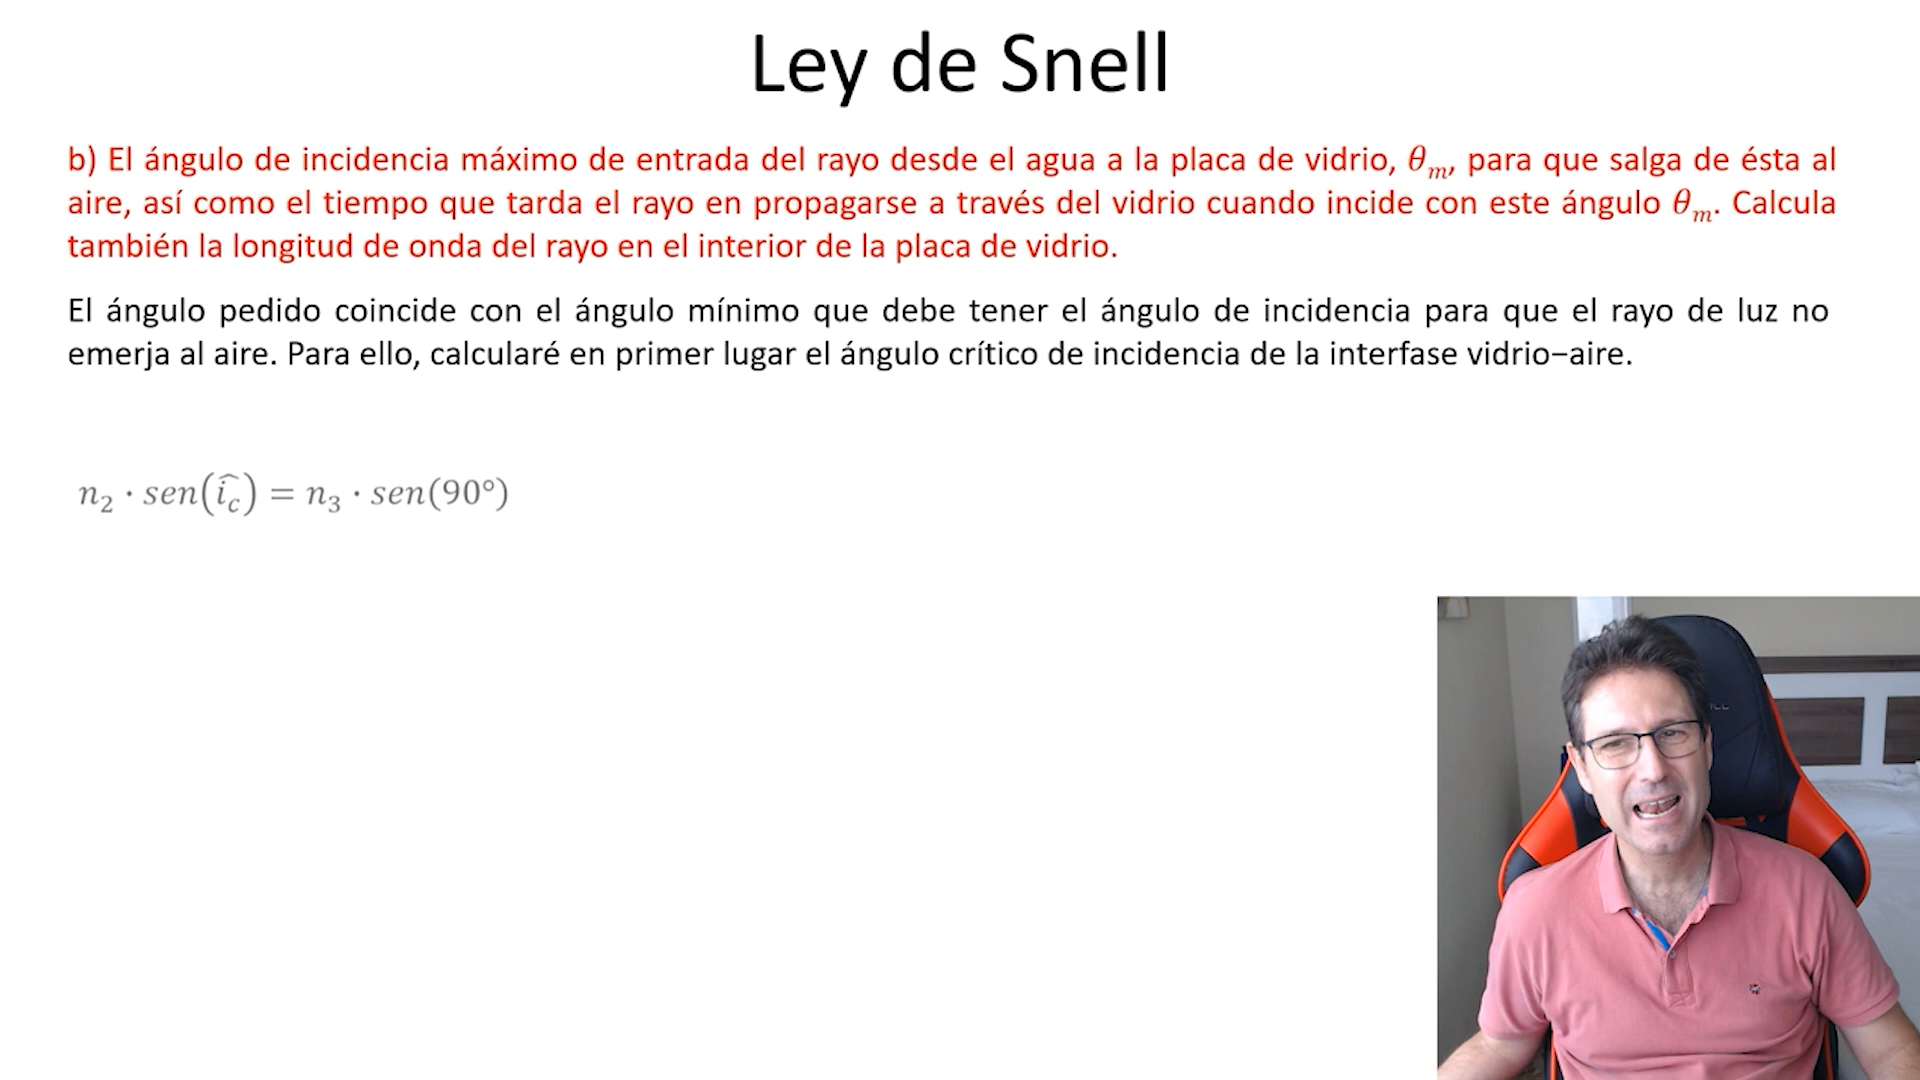 Ley de Snell
b) El ángulo de incidencia máximo de entrada del rayo desde el agua a la placa de vidrio, θₘ, para que salga de ésta al
aire, así como el tiempo que tarda el rayo en propagarse a través del vidrio cuando incide con este ángulo θₘ. Calcula
también la longitud de onda del rayo en el interior de la placa de vidrio.
El ángulo pedido coincide con el ángulo mínimo que debe tener el ángulo de incidencia para que el rayo de luz no
emerja al aire. Para ello, calcularé en primer lugar el ángulo crítico de incidencia de la interfase vidrio−aire.
n₂ · sen(î_c) = n₃ · sen(90°)